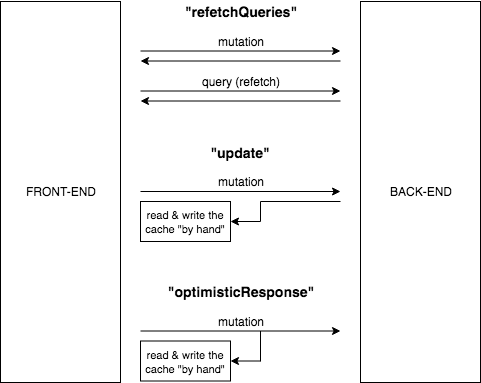 "refetchQueries"
mutation
query (refetch)
"update"
mutation
FRONT-END
BACK-END
read & write the
cache "by hand"
"optimisticResponse"
mutation
read & write the
cache "by hand"